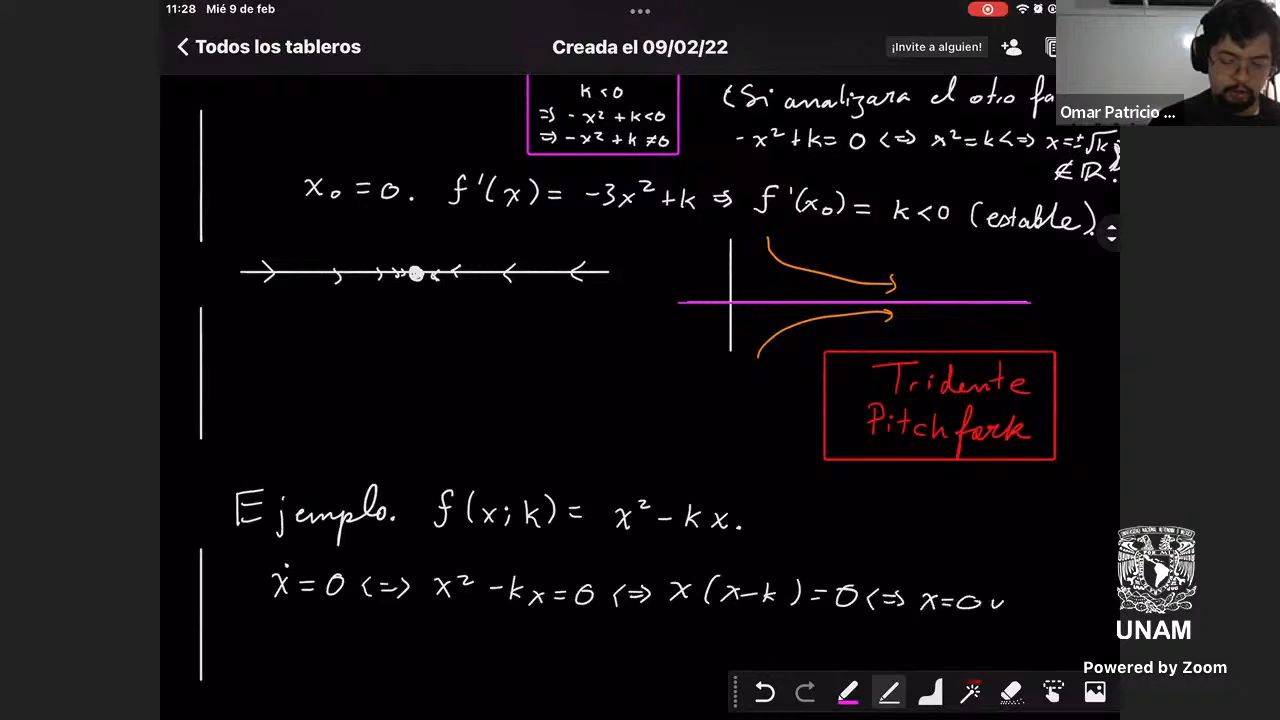 11:28 Mié 9 de feb
Todos los tableros
Creada el 09/02/22
¡Invite a alguien!
Omar Patricio ...
k < 0
⇒ -x² + k < 0
⇒ -x² + k ≠ 0
(Si analizara el otro fa
-x² + k = 0 <=> x² = k <=> x = ±√k
∉ ℝ.
x₀ = 0. f'(x) = -3x² + k ⇒ f'(x₀) = k < 0 (estable).
Tridente
Pitchfork
Ejemplo. f(x; k) = x² - kx.
ẋ = 0 <=> x² - kx = 0 <=> x(x-k) = 0 <=> x = 0 ∨
UNAM
Powered by Zoom